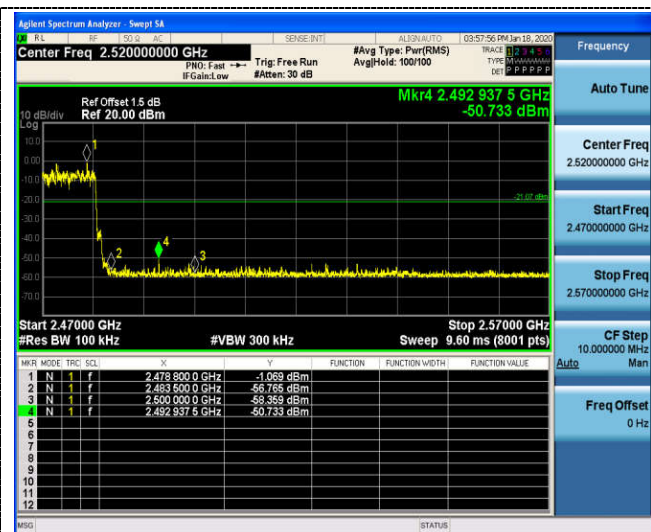 Agilent Spectrum Analyzer - Swept SA
RL RF 50 Ω AC SENSE:INT ALIGNAUTO 03:57:56 PM Jan 18, 2020
Center Freq 2.520000000 GHz
#Avg Type: Pwr(RMS)
Avg|Hold: 100/100
TRACE 1 2 3 4 5 6
TYPE
DET P P P P P P
PNO: Fast Trig: Free Run
IFGain:Low #Atten: 30 dB
Mkr4 2.492 937 5 GHz
-50.733 dBm
Ref Offset 1.5 dB
10 dB/div Ref 20.00 dBm
Log
10.0
0.00
-10.0
-20.0
-30.0
-40.0
-50.0
-60.0
-70.0
-21.07 dBm
1
2
3
4
Start 2.47000 GHz Stop 2.57000 GHz
#Res BW 100 kHz #VBW 300 kHz Sweep 9.60 ms (8001 pts)
MKR MODE TRC SCL X Y FUNCTION FUNCTION WIDTH FUNCTION VALUE
1 N 1 f 2.478 800 0 GHz -1.069 dBm
2 N 1 f 2.483 500 0 GHz -56.765 dBm
3 N 1 f 2.500 000 0 GHz -58.359 dBm
4 N 1 f 2.492 937 5 GHz -50.733 dBm
5
6
7
8
9
10
11
12
MSG STATUS
Frequency
Auto Tune
Center Freq
2.520000000 GHz
Start Freq
2.470000000 GHz
Stop Freq
2.570000000 GHz
CF Step
10.000000 MHz
Auto Man
Freq Offset
0 Hz